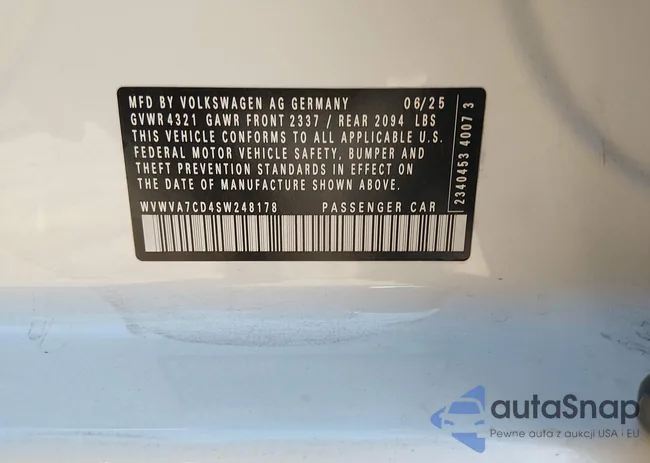 MFD BY VOLKSWAGEN AG GERMANY 06/25
GVWR 4321 GAWR FRONT 2337 / REAR 2094 LBS
THIS VEHICLE CONFORMS TO ALL APPLICABLE U.S.
FEDERAL MOTOR VEHICLE SAFETY, BUMPER AND
THEFT PREVENTION STANDARDS IN EFFECT ON
THE DATE OF MANUFACTURE SHOWN ABOVE.
WVWVA7CD4SW248178 PASSENGER CAR
2340453 4007 3
autaSnap
Pewne auta z aukcji USA i EU